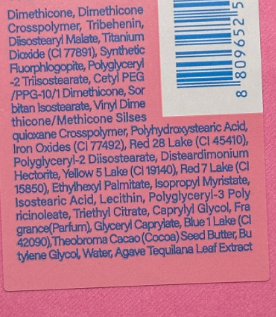 Dimethicone, Dimethicone
Crosspolymer, Tribehenin,
Diisostearyl Malate, Titanium
Dioxide (CI 77891), Synthetic
Fluorphlogopite, Polyglyceryl
-2 Triisostearate, Cetyl PEG
/PPG-10/1 Dimethicone, Sor
bitan Isostearate, Vinyl Dime
thicone/Methicone Silses
quioxane Crosspolymer, Polyhydroxystearic Acid,
Iron Oxides (CI 77492), Red 28 Lake (CI 45410),
Polyglyceryl-2 Diisostearate, Disteardimonium
Hectorite, Yellow 5 Lake (CI 19140), Red 7 Lake (CI
15850), Ethylhexyl Palmitate, Isopropyl Myristate,
Isostearic Acid, Lecithin, Polyglyceryl-3 Poly
ricinoleate, Triethyl Citrate, Caprylyl Glycol, Fra
grance(Parfum), Glyceryl Caprylate, Blue 1 Lake (CI
42090),Theobroma Cacao (Cocoa) Seed Butter, Bu
tylene Glycol, Water, Agave Tequilana Leaf Extract
8 809652 5